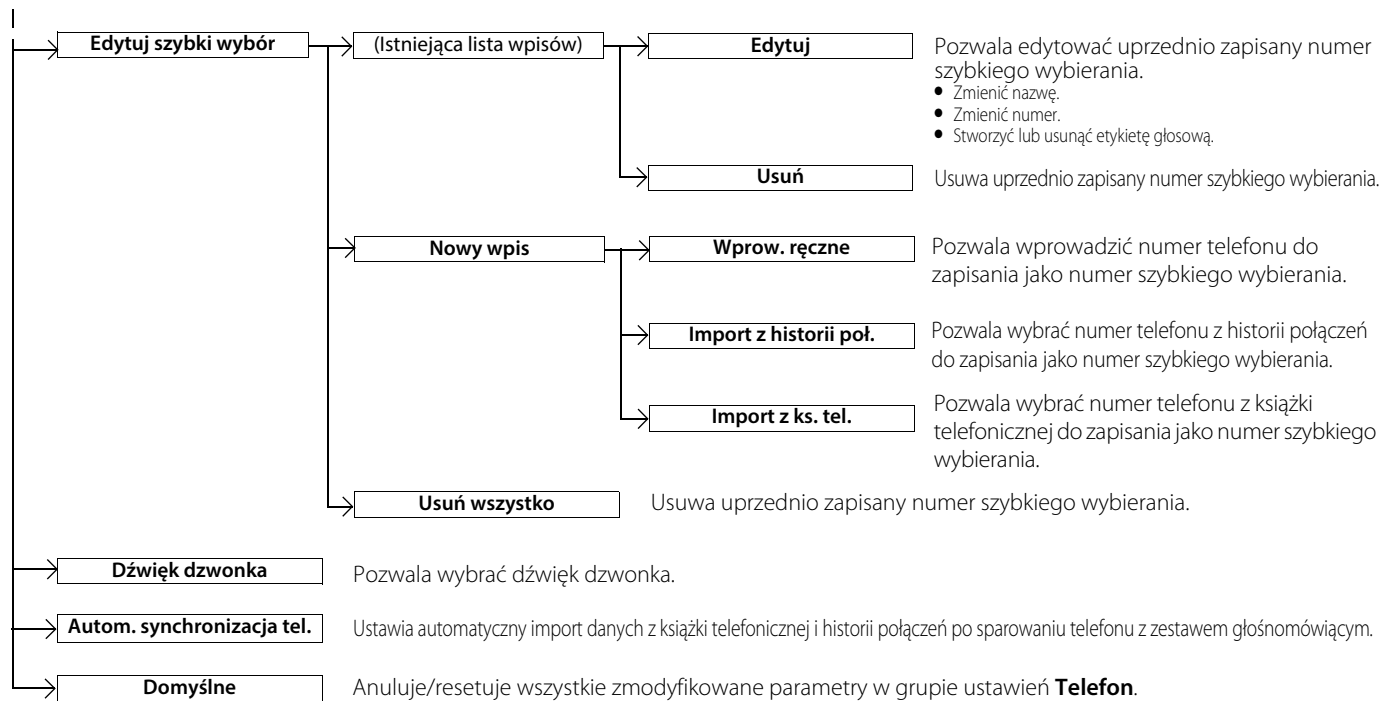 Edytuj szybki wybór
(Istniejąca lista wpisów)
Edytuj
Pozwala edytować uprzednio zapisany numer
szybkiego wybierania.
• Zmienić nazwę.
• Zmienić numer.
• Stworzyć lub usunąć etykietę głosową.
Usuń
Usuwa uprzednio zapisany numer szybkiego wybierania.
Nowy wpis
Wprow. ręczne
Pozwala wprowadzić numer telefonu do
zapisania jako numer szybkiego wybierania.
Import z historii poł.
Pozwala wybrać numer telefonu z historii połączeń
do zapisania jako numer szybkiego wybierania.
Import z ks. tel.
Pozwala wybrać numer telefonu z książki
telefonicznej do zapisania jako numer szybkiego
wybierania.
Usuń wszystko
Usuwa uprzednio zapisany numer szybkiego wybierania.
Dźwięk dzwonka
Pozwala wybrać dźwięk dzwonka.
Autom. synchronizacja tel.
Ustawia automatyczny import danych z książki telefonicznej i historii połączeń po sparowaniu telefonu z zestawem głośnomówiącym.
Domyślne
Anuluje/resetuje wszystkie zmodyfikowane parametry w grupie ustawień Telefon.